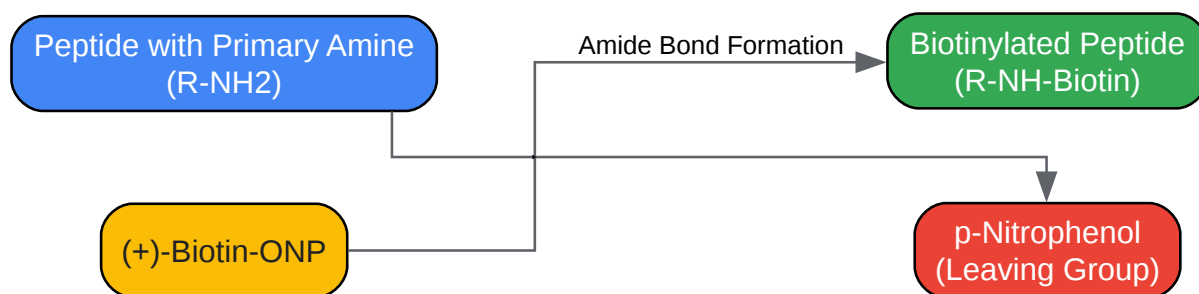 Peptide with Primary Amine
(R-NH2)
Amide Bond Formation
Biotinylated Peptide
(R-NH-Biotin)
(+)-Biotin-ONP
p-Nitrophenol
(Leaving Group)